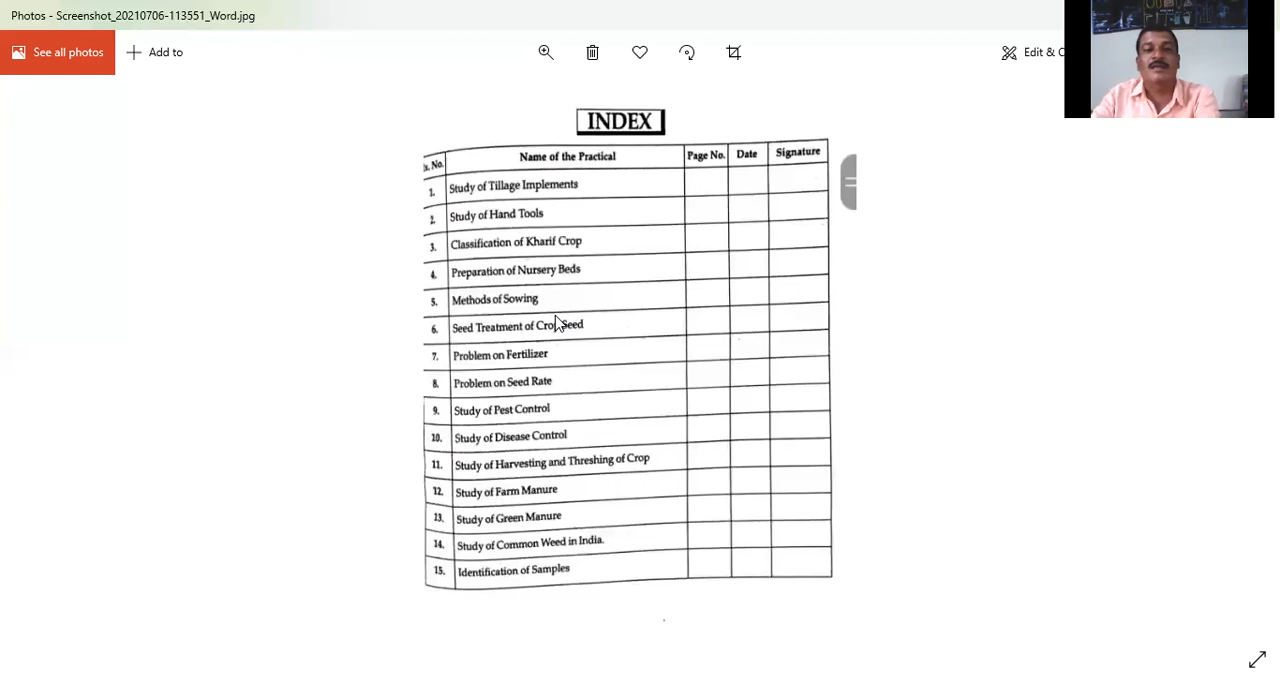 Photos - Screenshot_20210706-113551_Word.jpg
See all photos
Add to
Edit &
INDEX
No. Name of the Practical Page No. Date Signature
1. Study of Tillage Implements
2. Study of Hand Tools
3. Classification of Kharif Crop
4. Preparation of Nursery Beds
5. Methods of Sowing
6. Seed Treatment of Crop Seed
7. Problem on Fertilizer
8. Problem on Seed Rate
9. Study of Pest Control
10. Study of Disease Control
11. Study of Harvesting and Threshing of Crop
12. Study of Farm Manure
13. Study of Green Manure
14. Study of Common Weed in India.
15. Identification of Samples